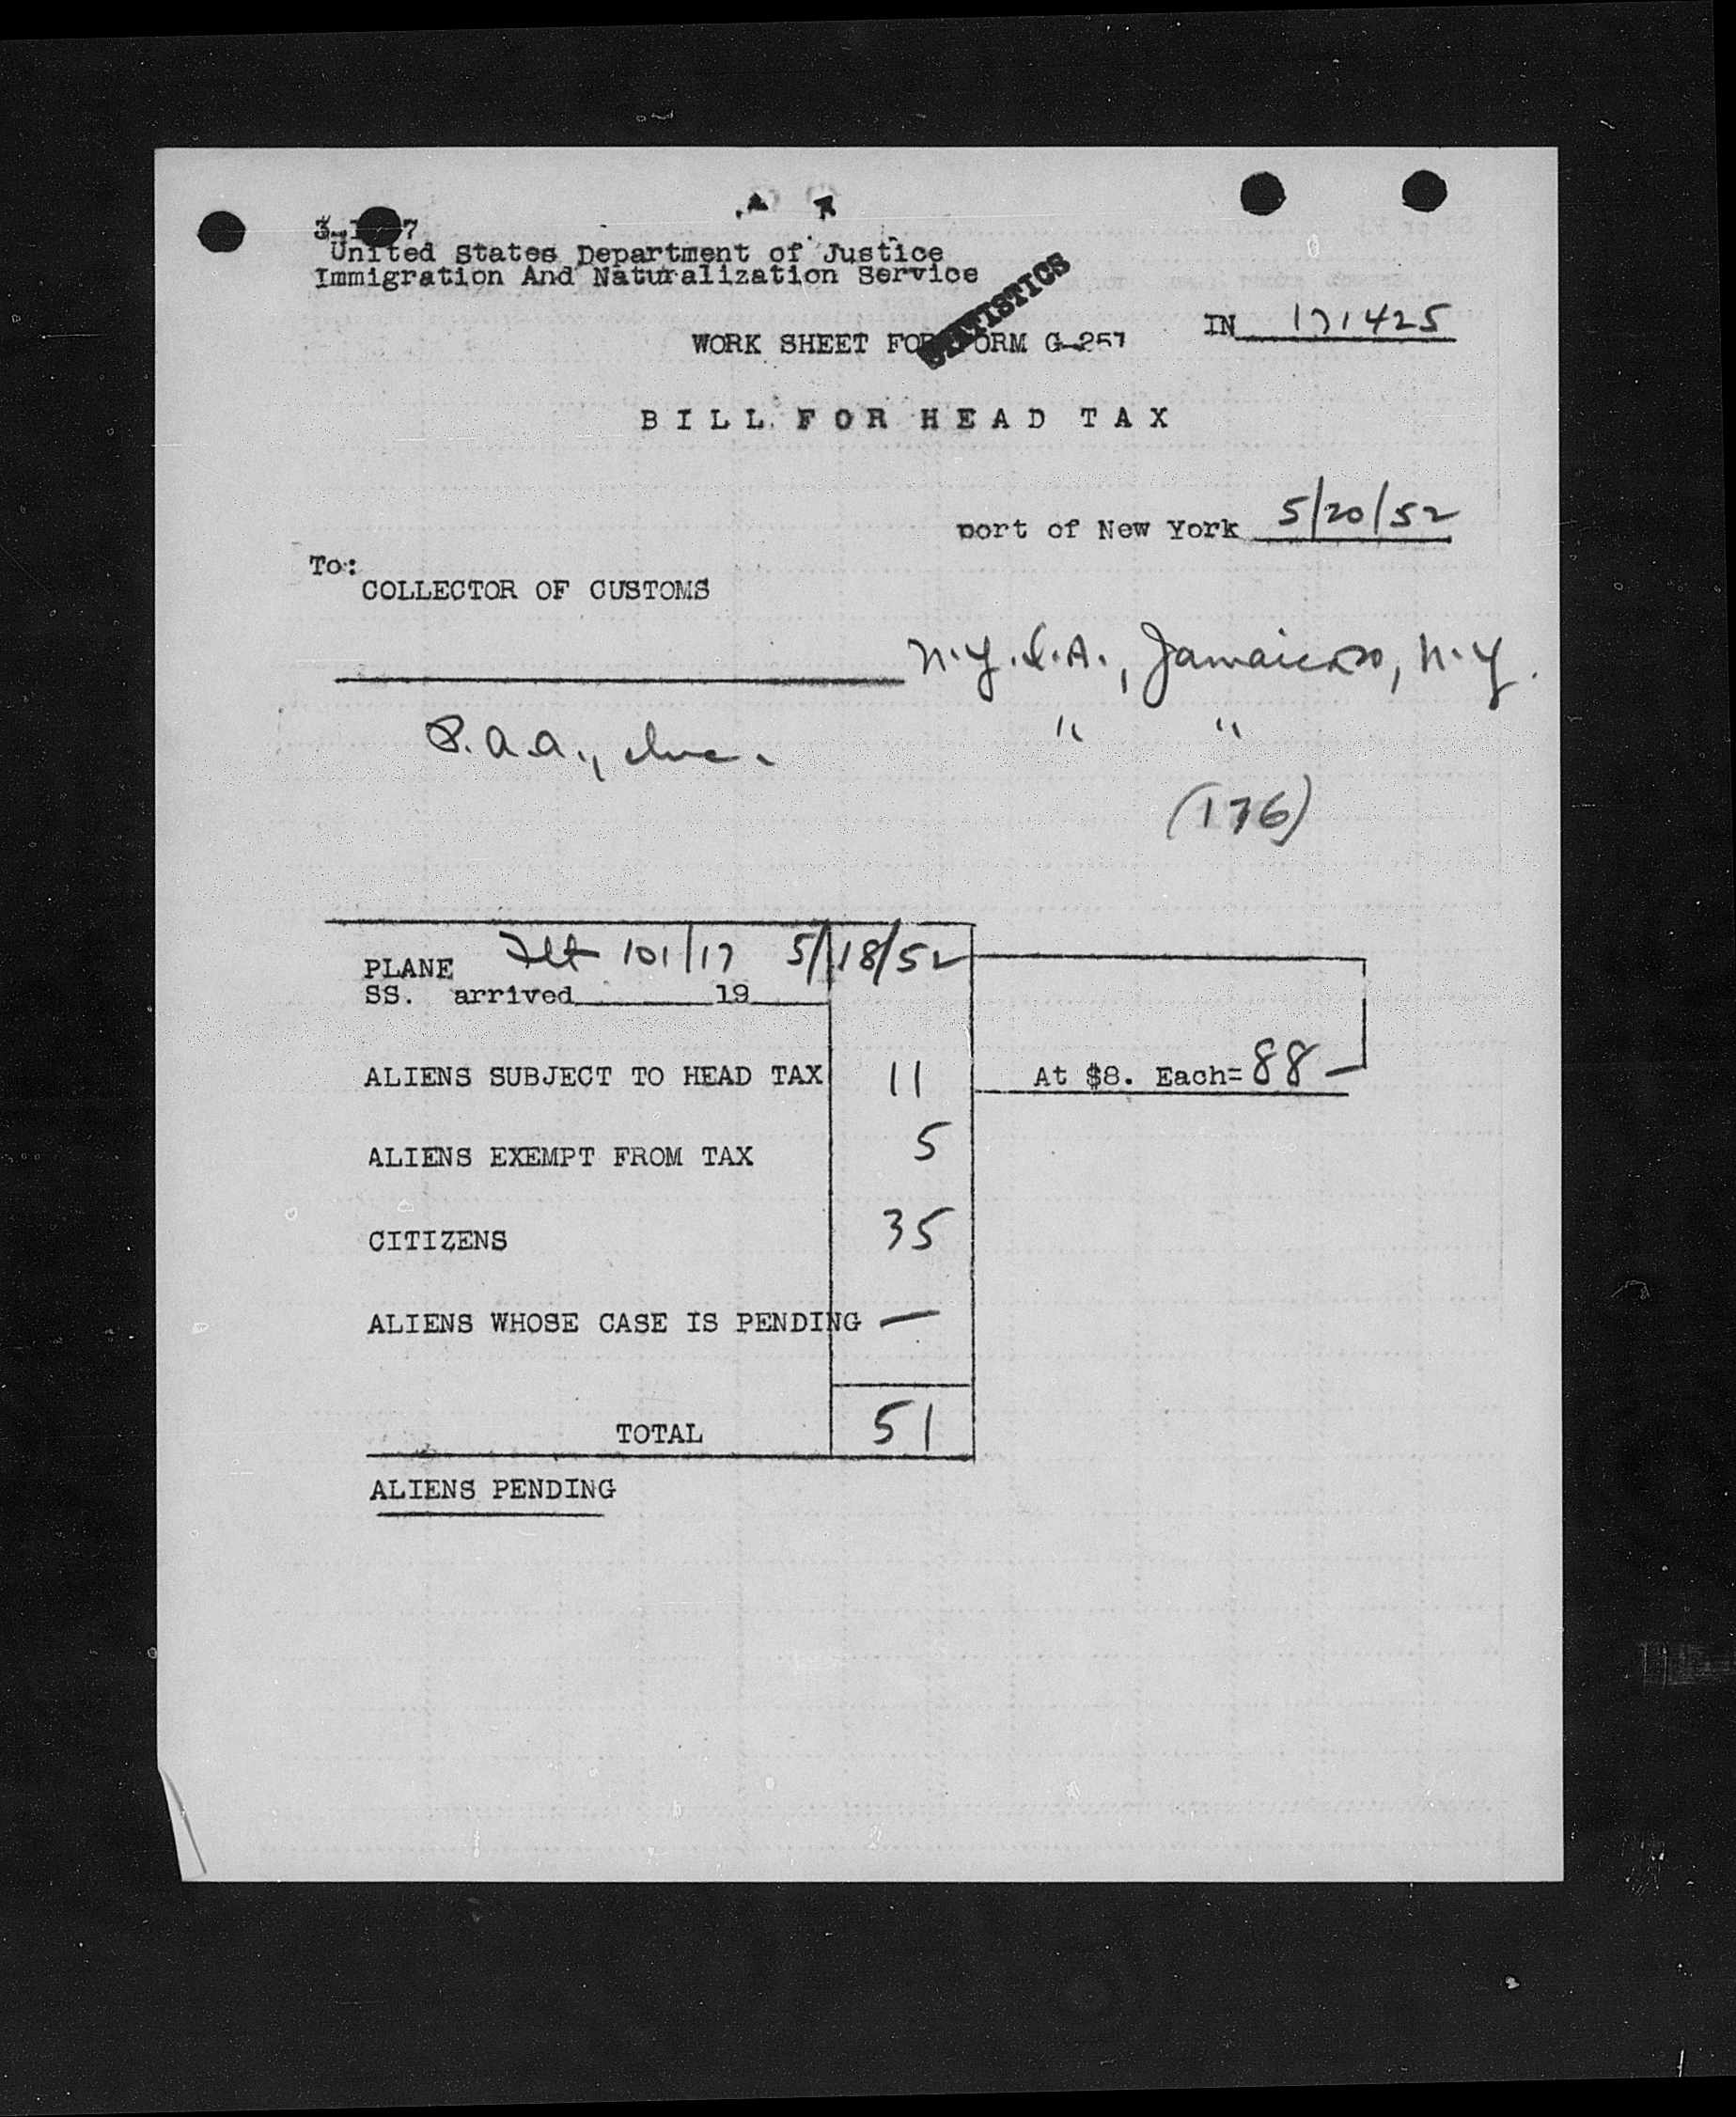 United States Department of Justice
Immigration And Naturalization Service
STATISTICS
WORK SHEET FOR FORM G-257
IN 171425
BILL FOR HEAD TAX
port of New York 5/20/52
To:
COLLECTOR OF CUSTOMS
N.Y.I.A., Jamaica, N.Y.
P.A.A., Inc. " "
(176)
PLANE Flt 101/17 5/18/52
SS. arrived 19
ALIENS SUBJECT TO HEAD TAX 11 At $8. Each= 88 —
ALIENS EXEMPT FROM TAX 5
CITIZENS 35
ALIENS WHOSE CASE IS PENDING —
TOTAL 51
ALIENS PENDING